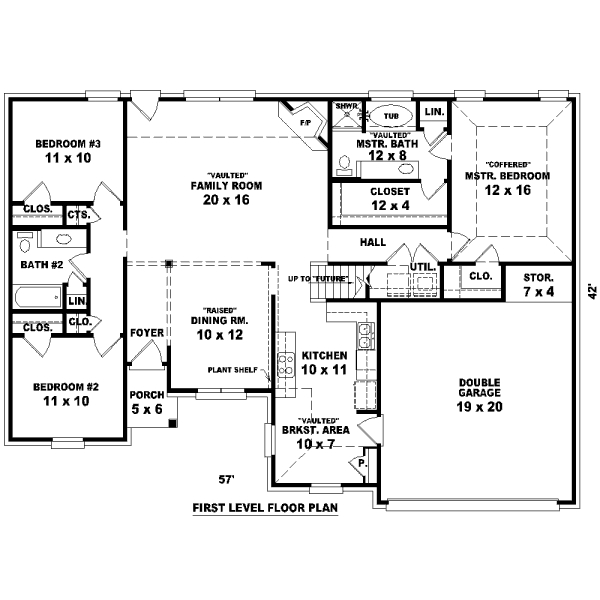 BEDROOM #3
11 x 10
CLOS.
CTS.
BATH #2
LIN.
CLOS.
CLO.
BEDROOM #2
11 x 10
"VAULTED"
FAMILY ROOM
20 x 16
F/P
SHWR.
TUB
LIN.
"VAULTED"
MSTR. BATH
12 x 8
CLOSET
12 x 4
"COFFERED"
MSTR. BEDROOM
12 x 16
HALL
UP TO "FUTURE"
UTIL.
CLO.
STOR.
7 x 4
42'
"RAISED"
DINING RM.
10 x 12
FOYER
PLANT SHELF
PORCH
5 x 6
KITCHEN
10 x 11
"VAULTED"
BRKST. AREA
10 x 7
P.
DOUBLE
GARAGE
19 x 20
57'
FIRST LEVEL FLOOR PLAN